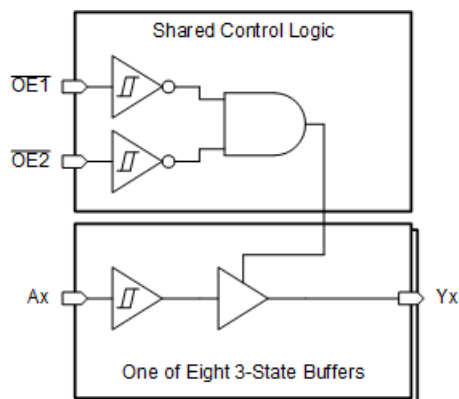 Shared Control Logic
OE1
OE2
Ax
Yx
One of Eight 3-State Buffers